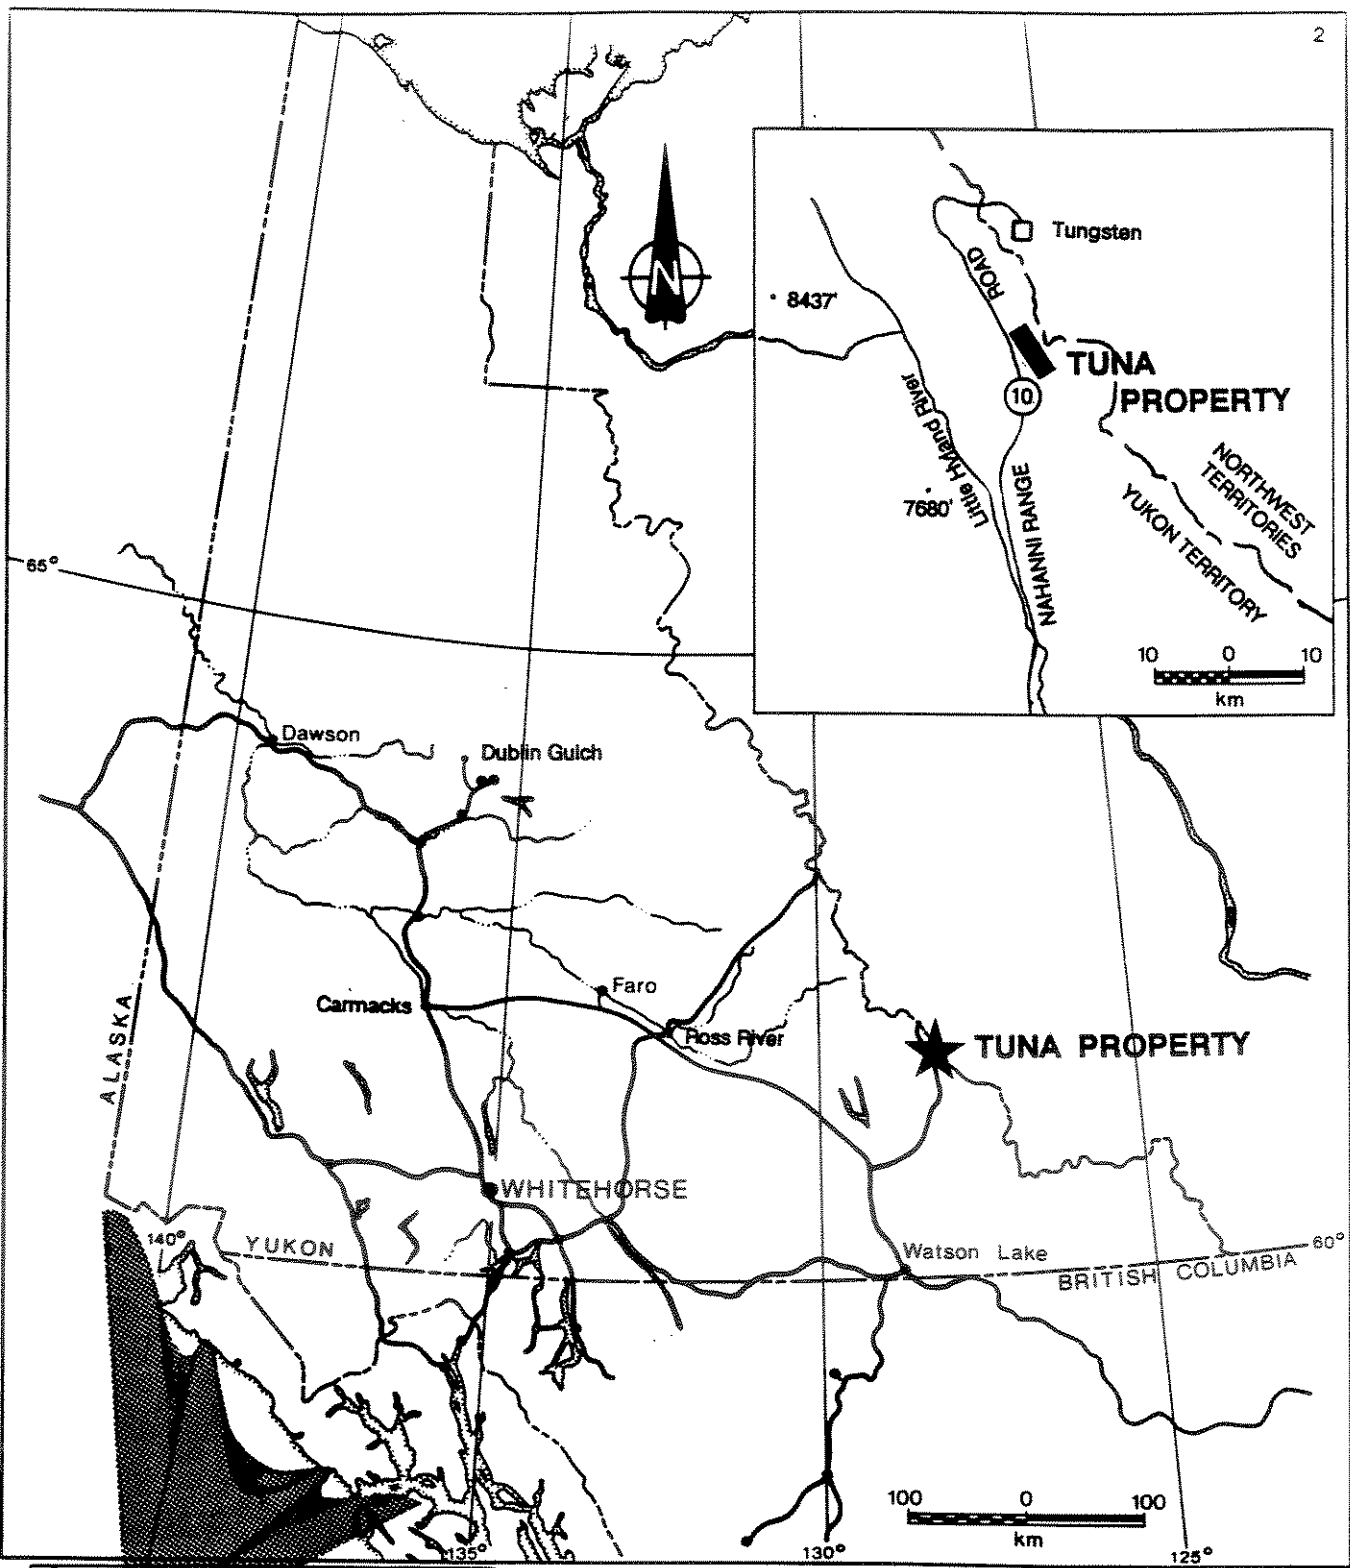 2
Tungsten
ROAD
8437'
TUNA
PROPERTY
10
Little Hyland River
7680'
NAHANNI RANGE
NORTHWEST
TERRITORIES
YUKON TERRITORY
10 0 10
km
N
65°
Dawson
Dublin Gulch
Faro
Carmacks
Ross River
TUNA PROPERTY
ALASKA
WHITEHORSE
140°
YUKON
Watson Lake
60°
BRITISH COLUMBIA
100 0 100
km
135°
130°
125°